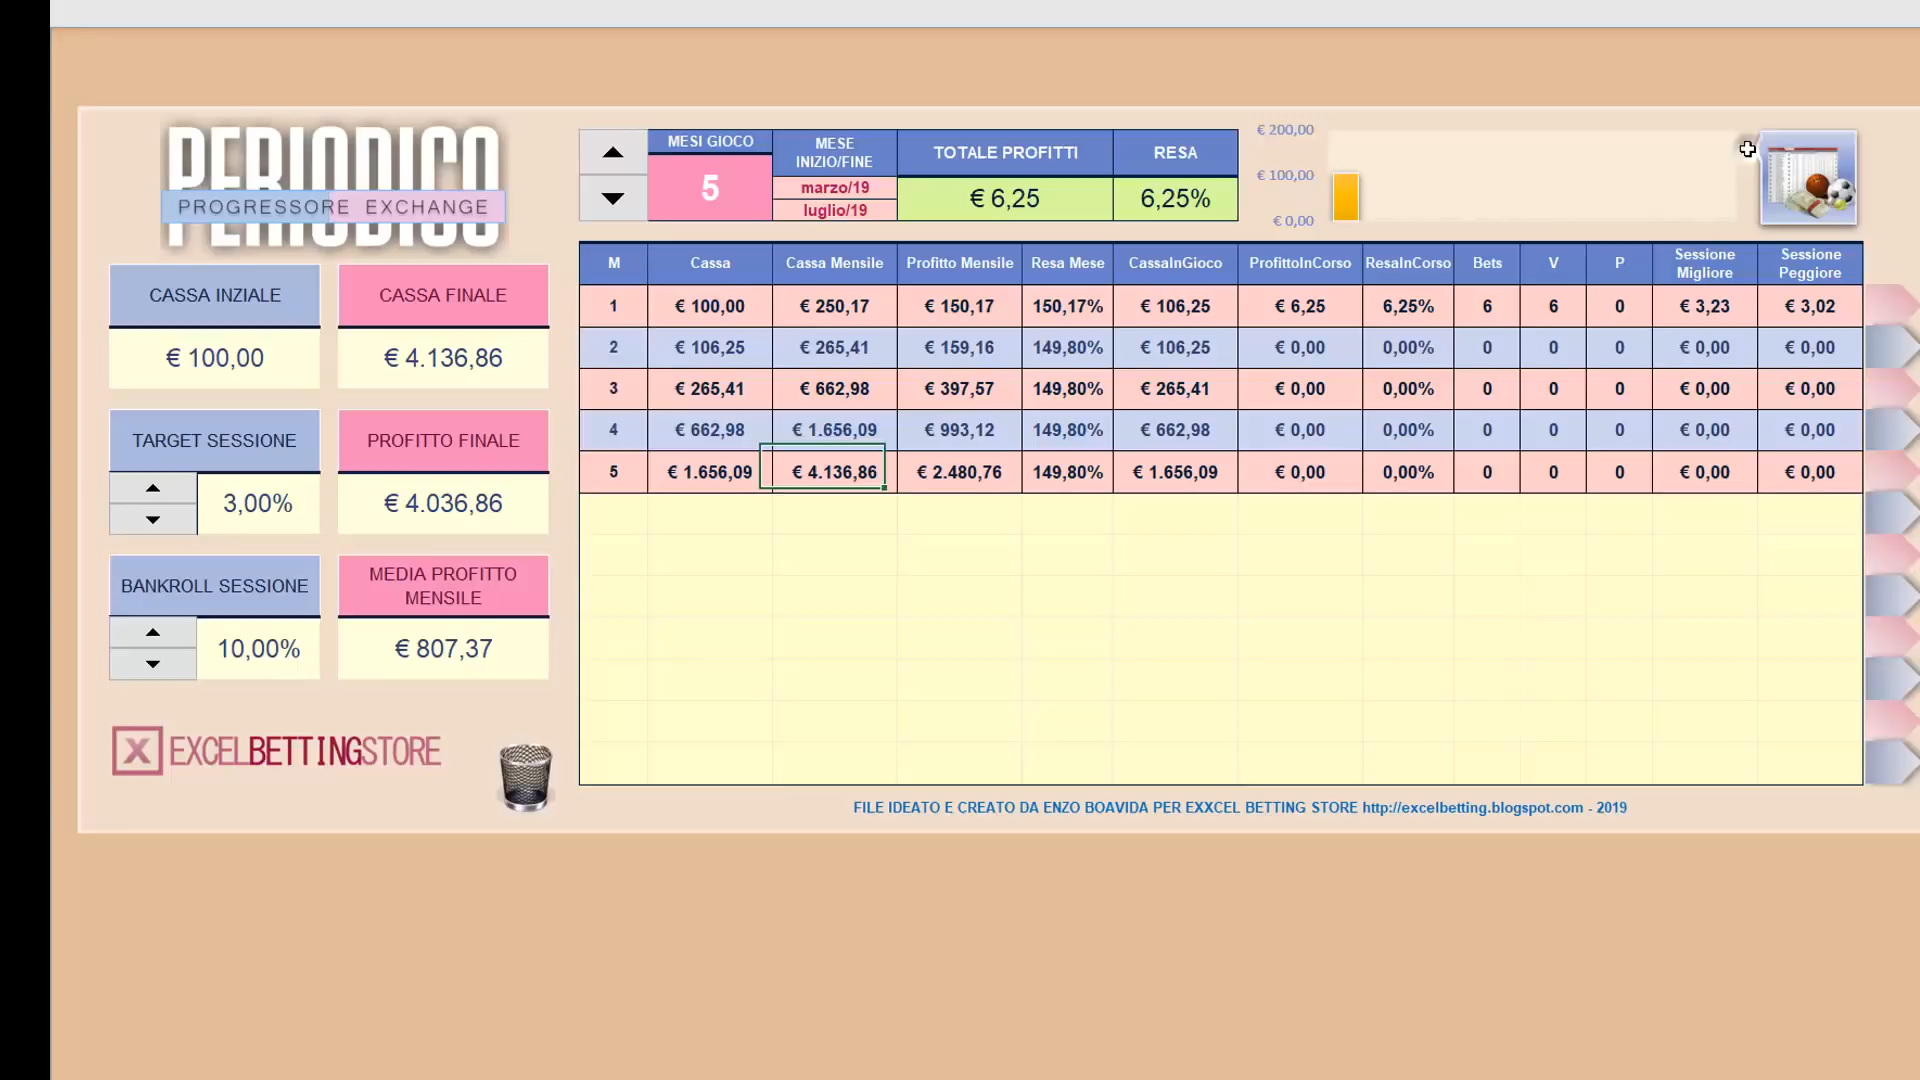 PERIODICO
PROGRESSORE EXCHANGE
CASSA INZIALE
CASSA FINALE
€ 100,00
€ 4.136,86
TARGET SESSIONE
PROFITTO FINALE
3,00%
€ 4.036,86
BANKROLL SESSIONE
MEDIA PROFITTO
MENSILE
10,00%
€ 807,37
X EXCELBETTINGSTORE
MESI GIOCO
5
MESE
INIZIO/FINE
marzo/19
luglio/19
TOTALE PROFITTI
€ 6,25
RESA
6,25%
€ 200,00
€ 100,00
€ 0,00
M Cassa Cassa Mensile Profitto Mensile Resa Mese CassaInGioco ProfittoInCorso ResaInCorso Bets V P Sessione Migliore Sessione Peggiore
1 € 100,00 € 250,17 € 150,17 150,17% € 106,25 € 6,25 6,25% 6 6 0 € 3,23 € 3,02
2 € 106,25 € 265,41 € 159,16 149,80% € 106,25 € 0,00 0,00% 0 0 0 € 0,00 € 0,00
3 € 265,41 € 662,98 € 397,57 149,80% € 265,41 € 0,00 0,00% 0 0 0 € 0,00 € 0,00
4 € 662,98 € 1.656,09 € 993,12 149,80% € 662,98 € 0,00 0,00% 0 0 0 € 0,00 € 0,00
5 € 1.656,09 € 4.136,86 € 2.480,76 149,80% € 1.656,09 € 0,00 0,00% 0 0 0 € 0,00 € 0,00
FILE IDEATO E CREATO DA ENZO BOAVIDA PER EXXCEL BETTING STORE http://excelbetting.blogspot.com - 2019